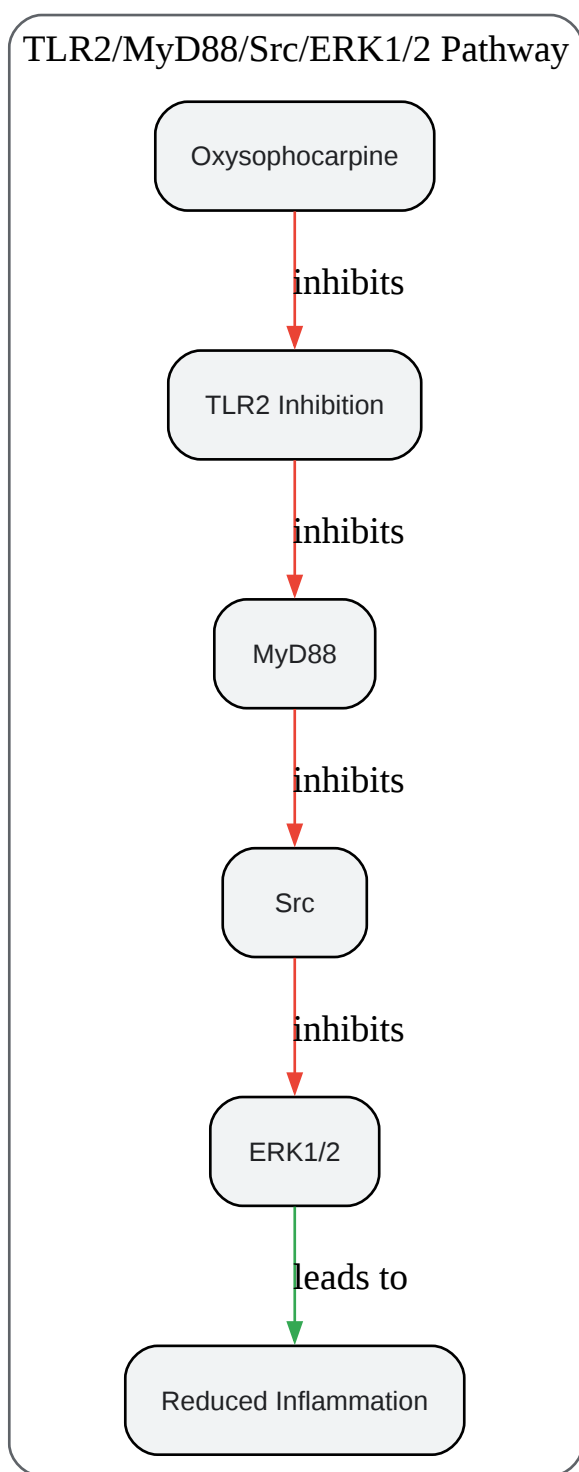 TLR2/MyD88/Src/ERK1/2 Pathway
Oxysophocarpine
inhibits
TLR2 Inhibition
inhibits
MyD88
inhibits
Src
inhibits
ERK1/2
leads to
Reduced Inflammation